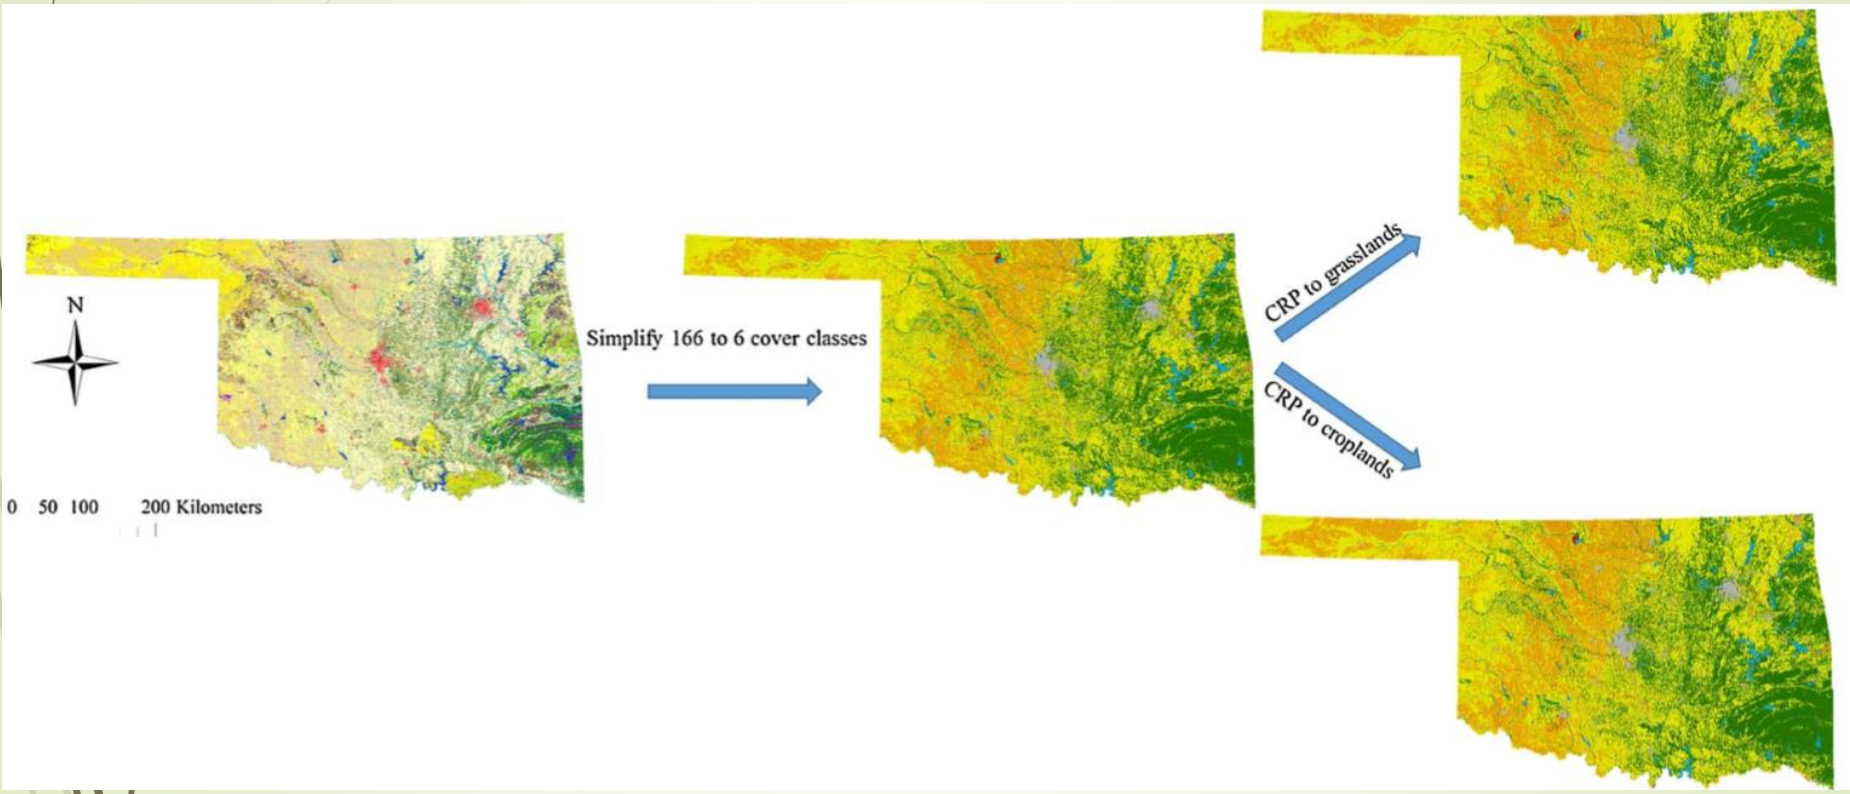 N
0 50 100 200 Kilometers
Simplify 166 to 6 cover classes
CRP to grasslands
CRP to croplands